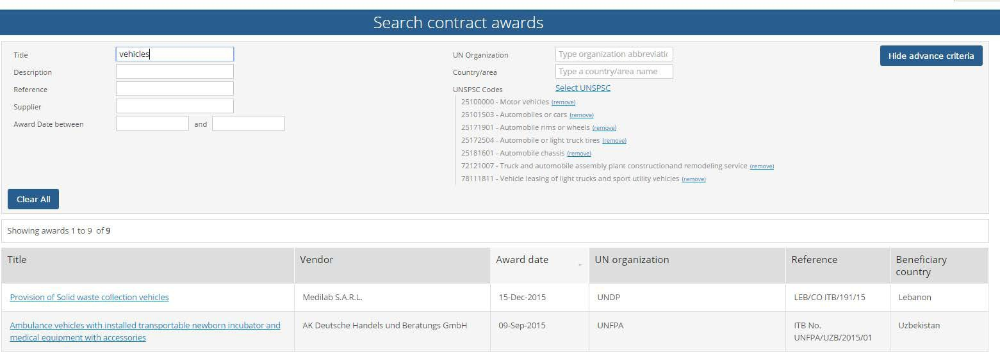 Search contract awards
Title vehicles
Description
Reference
Supplier
Award Date between and
UN Organization Type organization abbreviatic
Country/area Type a country/area name
UNSPSC Codes Select UNSPSC
25100000 - Motor vehicles (remove)
25101503 - Automobiles or cars (remove)
25171901 - Automobile rims or wheels (remove)
25172504 - Automobile or light truck tires (remove)
25181601 - Automobile chassis (remove)
72121007 - Truck and automobile assembly plant constructionand remodeling service (remove)
78111811 - Vehicle leasing of light trucks and sport utility vehicles (remove)
Hide advance criteria
Clear All
Showing awards 1 to 9 of 9
Title Vendor Award date UN organization Reference Beneficiary
country
Provision of Solid waste collection vehicles Medilab S.A.R.L. 15-Dec-2015 UNDP LEB/CO ITB/191/15 Lebanon
Ambulance vehicles with installed transportable newborn incubator and AK Deutsche Handels und Beratungs GmbH 09-Sep-2015 UNFPA ITB No. Uzbekistan
medical equipment with accessories UNFPA/UZB/2015/01